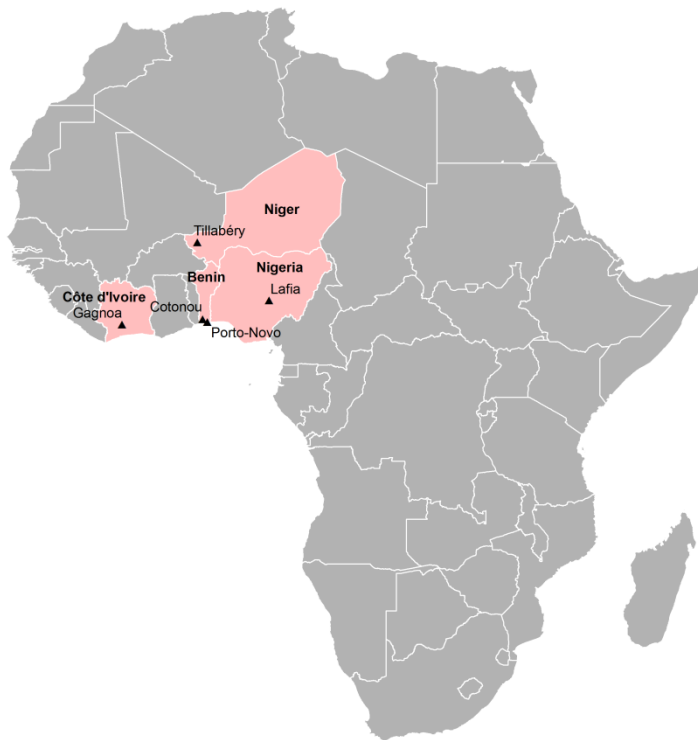 Niger
Tillabéry
Nigeria
Benin
Lafia
Côte d'Ivoire
Gagnoa
Cotonou
Porto-Novo